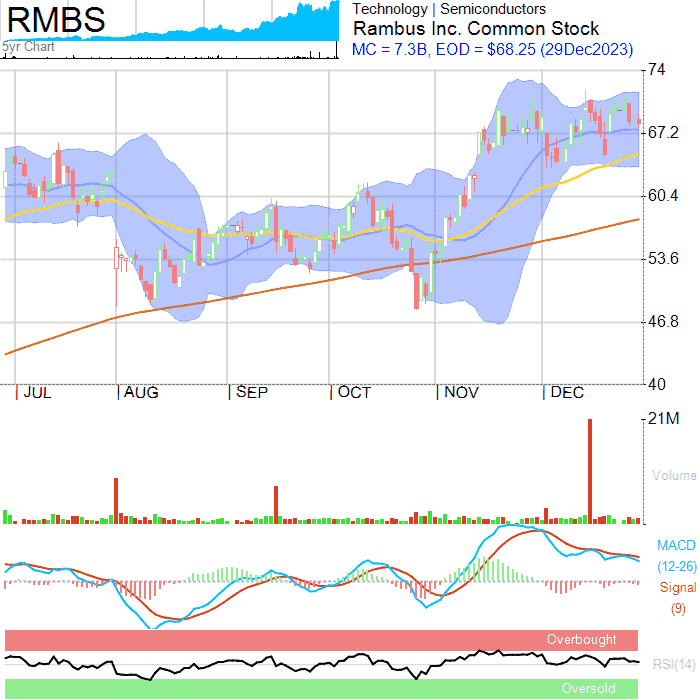 RMBS
5yr Chart
Technology | Semiconductors
Rambus Inc. Common Stock
MC = 7.3B, EOD = $68.25 (29Dec2023)
74
67.2
60.4
53.6
46.8
40
JUL
AUG
SEP
OCT
NOV
DEC
21M
Volume
MACD
(12-26)
Signal
(9)
Overbought
RSI(14)
Oversold